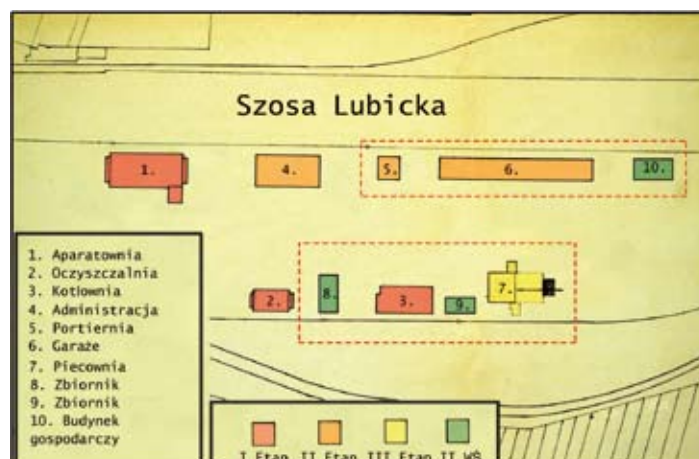 Szosa Lubicka
1. 4. 5. 6. 10.
2. 8. 3. 9. 7.
1. Aparatownia
2. Oczyszczalnia
3. Kotłownia
4. Administracja
5. Portiernia
6. Garaże
7. Piecownia
8. Zbiornik
9. Zbiornik
10. Budynek
gospodarczy
I Etap II Etap III Etap II WŚ